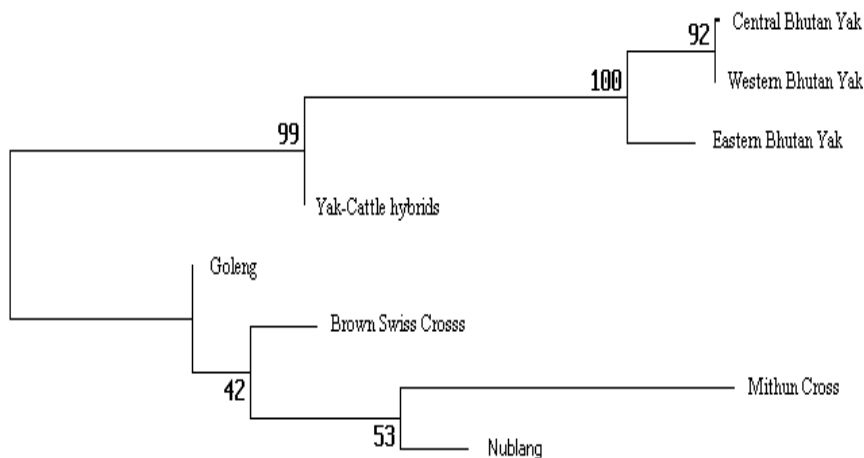 Central Bhutan Yak
92
Western Bhutan Yak
100
Eastern Bhutan Yak
99
Yak-Cattle hybrids
Goleng
Brown Swiss Crosss
42
Mithun Cross
53
Nublang